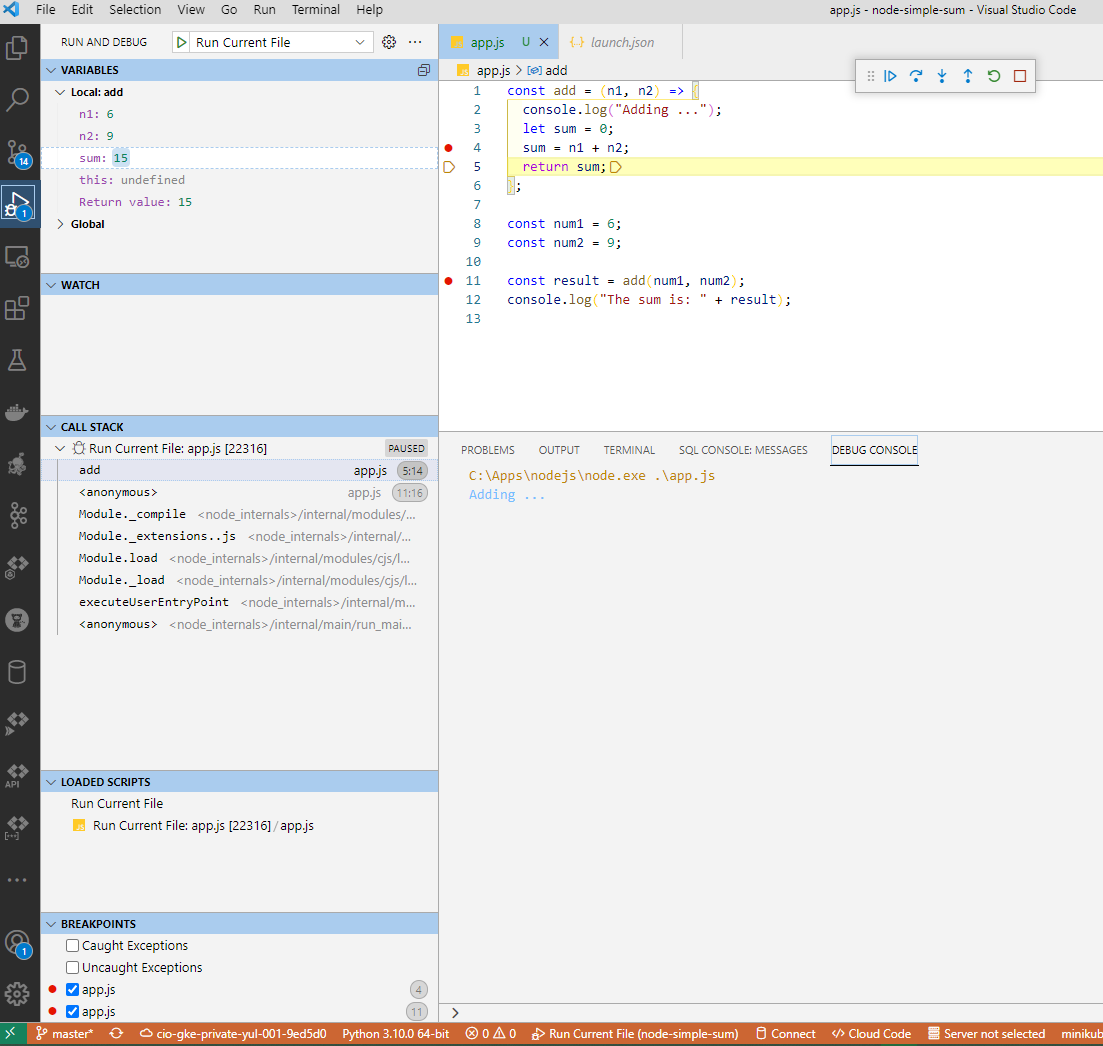 File Edit Selection View Go Run Terminal Help app.js - node-simple-sum - Visual Studio Code
RUN AND DEBUG Run Current File ...
app.js U launch.json
app.js > add
VARIABLES
Local: add
n1: 6
n2: 9
sum: 15
this: undefined
Return value: 15
Global
WATCH
CALL STACK
Run Current File: app.js [22316] PAUSED
add app.js 5:14
<anonymous> app.js 11:16
Module._compile <node_internals>/internal/modules/...
Module._extensions..js <node_internals>/internal/...
Module.load <node_internals>/internal/modules/cjs/l...
Module._load <node_internals>/internal/modules/cjs/l...
executeUserEntryPoint <node_internals>/internal/m...
<anonymous> <node_internals>/internal/main/run_mai...
LOADED SCRIPTS
Run Current File
JS Run Current File: app.js [22316] / app.js
BREAKPOINTS
Caught Exceptions
Uncaught Exceptions
app.js 4
app.js 11
14
1
API
1
1 const add = (n1, n2) => {
2 console.log("Adding ...");
3 let sum = 0;
4 sum = n1 + n2;
5 return sum;
6 };
7
8 const num1 = 6;
9 const num2 = 9;
10
11 const result = add(num1, num2);
12 console.log("The sum is: " + result);
13
PROBLEMS OUTPUT TERMINAL SQL CONSOLE: MESSAGES DEBUG CONSOLE
C:\Apps\nodejs\node.exe .\app.js
Adding ...
>
master* cio-gke-private-yul-001-9ed5d0 Python 3.10.0 64-bit 0 0 Run Current File (node-simple-sum) Connect Cloud Code Server not selected minikub